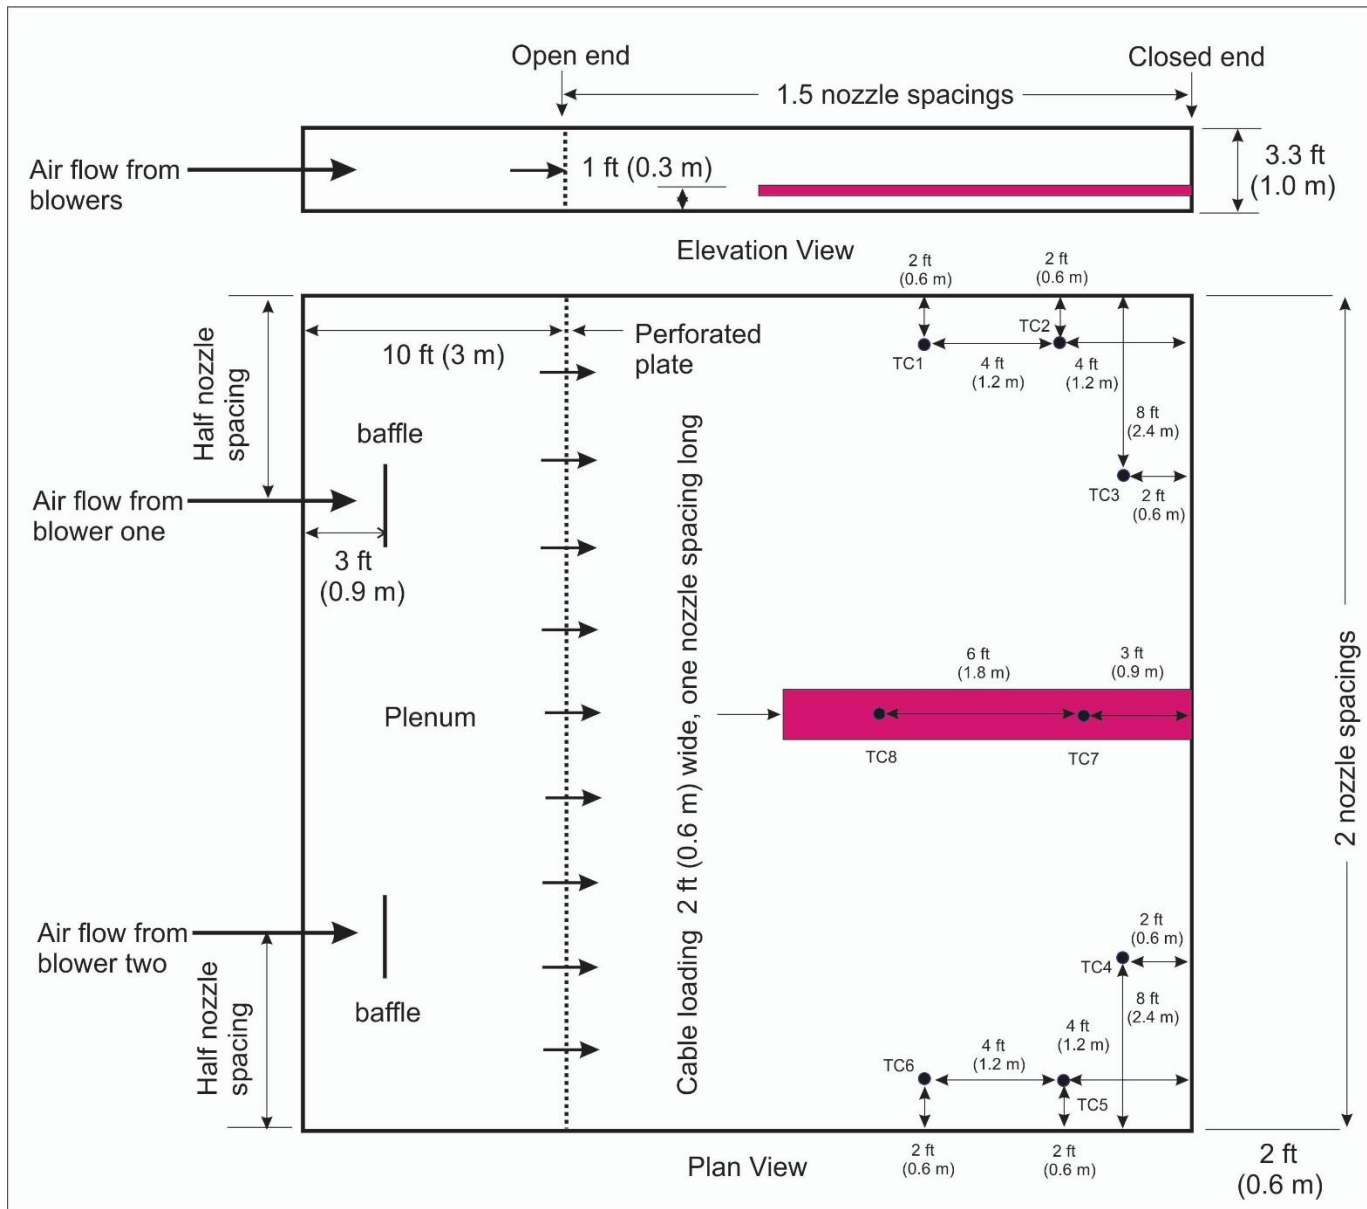 Open end
Closed end
1.5 nozzle spacings
Air flow from
blowers
1 ft (0.3 m)
3.3 ft
(1.0 m)
Elevation View
2 ft
(0.6 m)
2 ft
(0.6 m)
Half nozzle
spacing
10 ft (3 m)
Perforated
plate
TC1
TC2
4 ft
(1.2 m)
4 ft
(1.2 m)
8 ft
(2.4 m)
baffle
TC3
2 ft
(0.6 m)
Air flow from
blower one
3 ft
(0.9 m)
Cable loading 2 ft (0.6 m) wide, one nozzle spacing long
6 ft
(1.8 m)
3 ft
(0.9 m)
Plenum
TC8
TC7
2 nozzle spacings
Air flow from
blower two
baffle
2 ft
(0.6 m)
TC4
8 ft
(2.4 m)
4 ft
(1.2 m)
4 ft
(1.2 m)
TC6
TC5
Half nozzle
spacing
2 ft
(0.6 m)
2 ft
(0.6 m)
Plan View
2 ft
(0.6 m)